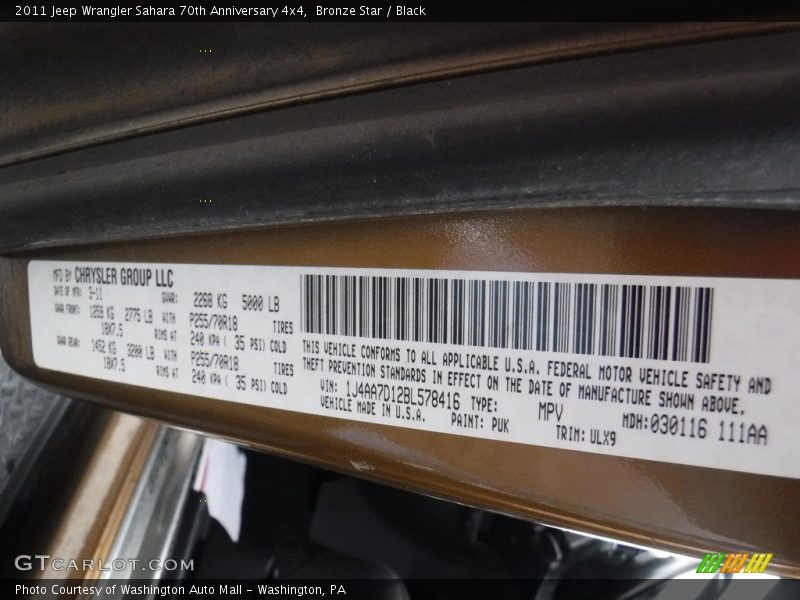 2011 Jeep Wrangler Sahara 70th Anniversary 4x4, Bronze Star / Black
MFD BY CHRYSLER GROUP LLC
DATE OF MFR: 3-11 GVWR: 2268 KG 5000 LB
GAWR FRONT: 1259 KG 2775 LB WITH P255/70R18 TIRES
18X7.5 RIMS AT 240 KPA ( 35 PSI) COLD
GAWR REAR: 1452 KG 3200 LB WITH P255/70R18 TIRES
18X7.5 RIMS AT 240 KPA ( 35 PSI) COLD
THIS VEHICLE CONFORMS TO ALL APPLICABLE U.S.A. FEDERAL MOTOR VEHICLE SAFETY AND
THEFT PREVENTION STANDARDS IN EFFECT ON THE DATE OF MANUFACTURE SHOWN ABOVE.
VIN: 1J4AA7D12BL578416 TYPE: MPV MDH:030116 111AA
VEHICLE MADE IN U.S.A. PAINT: PUK TRIM: ULX9
GTCARLOT.COM
Photo Courtesy of Washington Auto Mall - Washington, PA